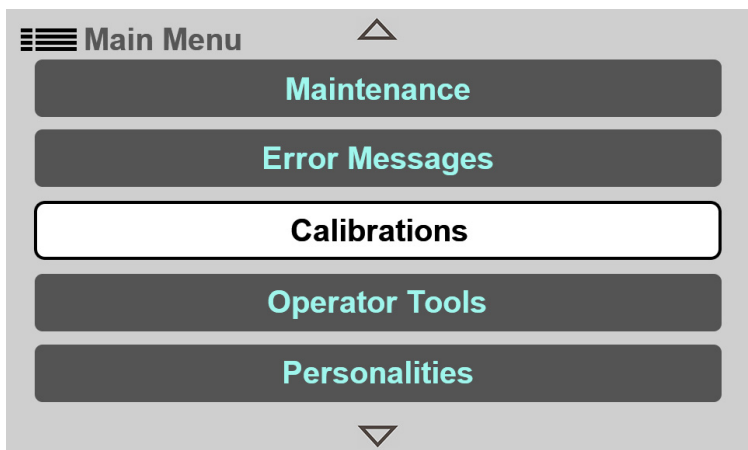 Main Menu
Maintenance
Error Messages
Calibrations
Operator Tools
Personalities